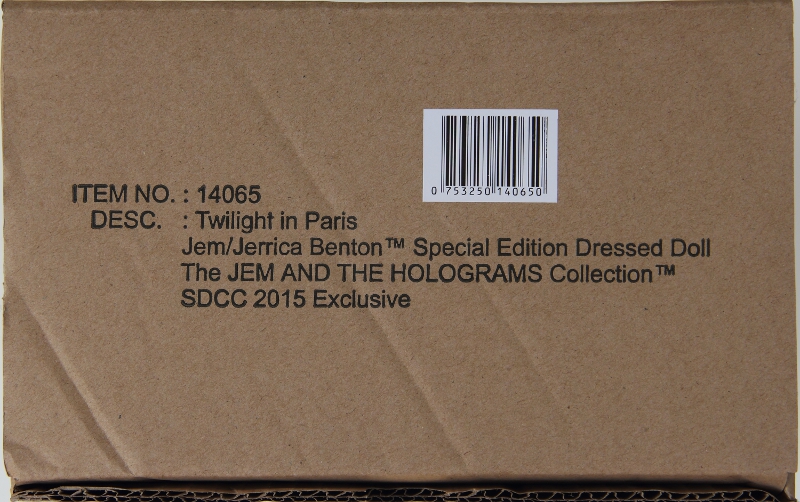 0 753250 140650
ITEM NO. : 14065
DESC. : Twilight in Paris
Jem/Jerrica Benton™ Special Edition Dressed Doll
The JEM AND THE HOLOGRAMS Collection™
SDCC 2015 Exclusive